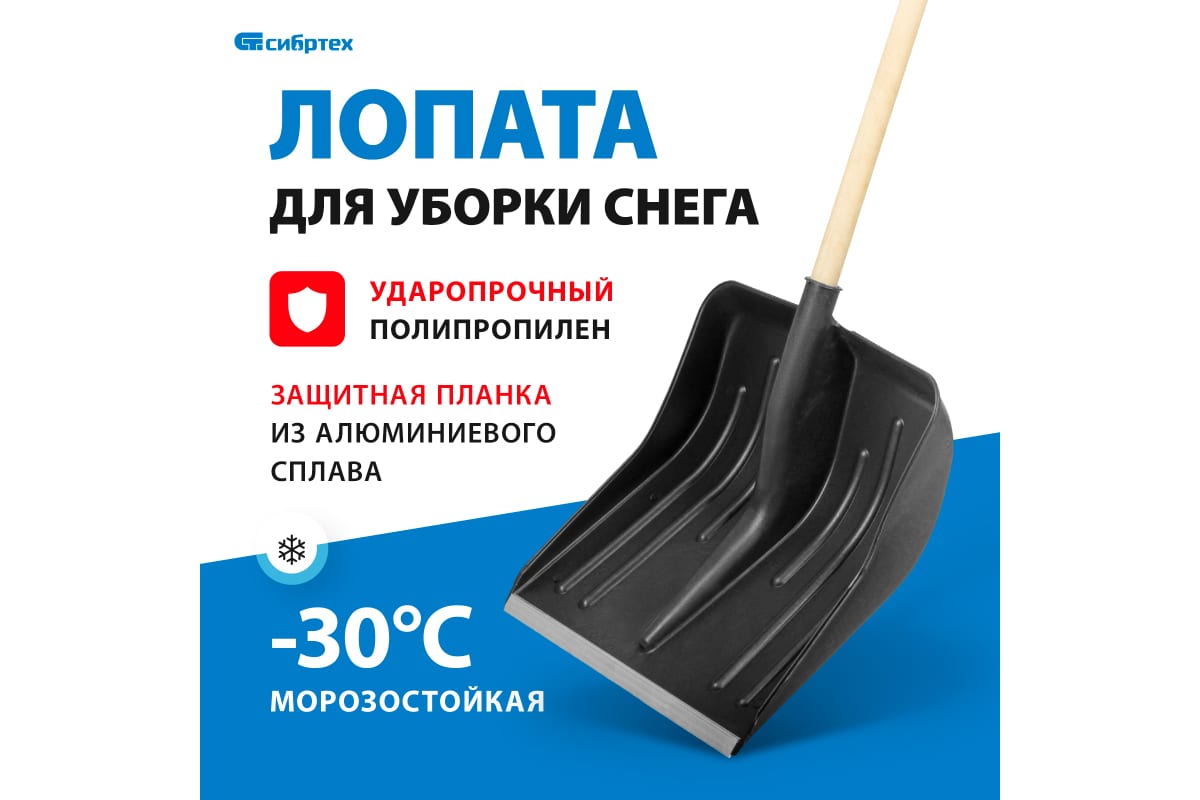 сибртех
ЛОПАТА
ДЛЯ УБОРКИ СНЕГА
УДАРОПРОЧНЫЙ
ПОЛИПРОПИЛЕН
ЗАЩИТНАЯ ПЛАНКА
ИЗ АЛЮМИНИЕВОГО
СПЛАВА
-30°С
МОРОЗОСТОЙКАЯ